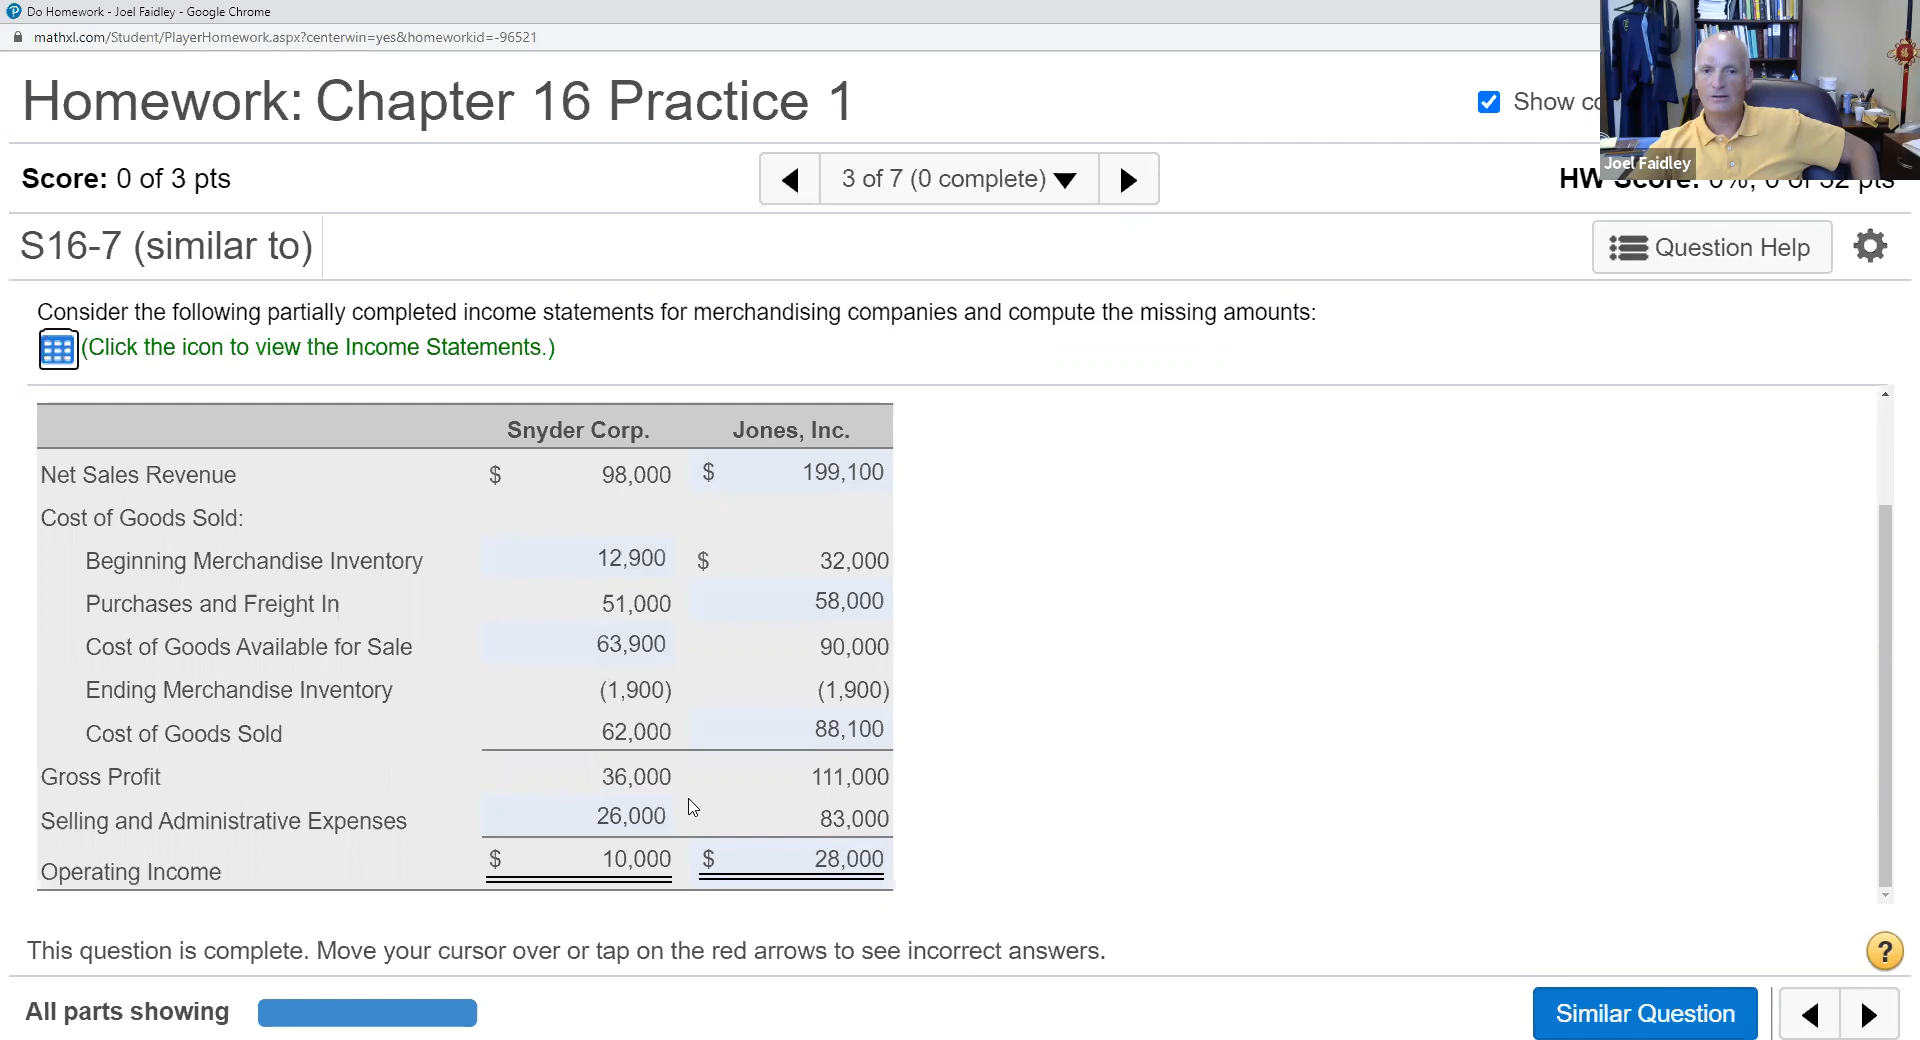 Do Homework - Joel Faidley - Google Chrome
mathxl.com/Student/PlayerHomework.aspx?centerwin=yes&homeworkid=-96521
Homework: Chapter 16 Practice 1
Show co
Joel Faidley
Score: 0 of 3 pts
3 of 7 (0 complete)
HW Score: 0%, 0 of 32 pts
S16-7 (similar to)
Question Help
Consider the following partially completed income statements for merchandising companies and compute the missing amounts:
(Click the icon to view the Income Statements.)
Snyder Corp. Jones, Inc.
Net Sales Revenue $ 98,000 $ 199,100
Cost of Goods Sold:
Beginning Merchandise Inventory 12,900 $ 32,000
Purchases and Freight In 51,000 58,000
Cost of Goods Available for Sale 63,900 90,000
Ending Merchandise Inventory (1,900) (1,900)
Cost of Goods Sold 62,000 88,100
Gross Profit 36,000 111,000
Selling and Administrative Expenses 26,000 83,000
Operating Income $ 10,000 $ 28,000
This question is complete. Move your cursor over or tap on the red arrows to see incorrect answers.
?
All parts showing
Similar Question